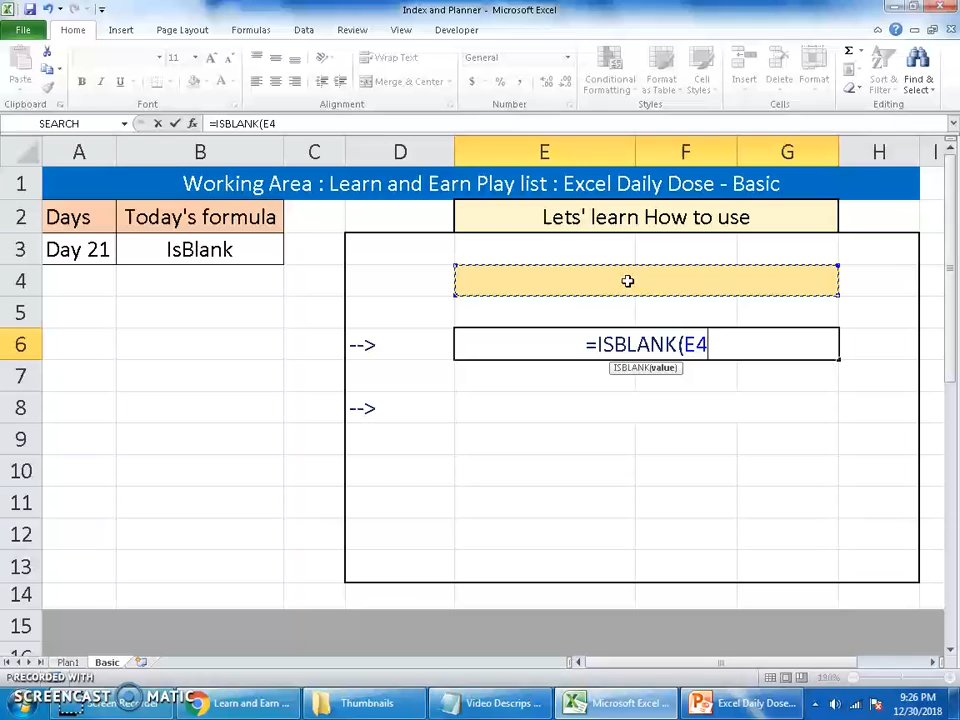 Index and Planner - Microsoft Excel
File Home Insert Page Layout Formulas Data Review View Developer
Paste
11
Wrap Text
General
Merge & Center
Conditional Formatting
Format as Table
Cell Styles
Insert Delete Format
Sort & Filter
Find & Select
Clipboard Font Alignment Number Styles Cells Editing
SEARCH =ISBLANK(E4
A B C D E F G H I
1 Working Area : Learn and Earn Play list : Excel Daily Dose - Basic
2 Days Today's formula Lets' learn How to use
3 Day 21 IsBlank
4
5
6 --> =ISBLANK(E4
ISBLANK(value)
7
8 -->
9
10
11
12
13
14
15
16
Plan1 Basic
RECORDED WITH
190%
SCREENCAST MATIC
Screen Recorder
Learn and Earn ...
Thumbnails
Video Descrips ...
Microsoft Excel ...
Excel Daily Dose...
9:26 PM
12/30/2018